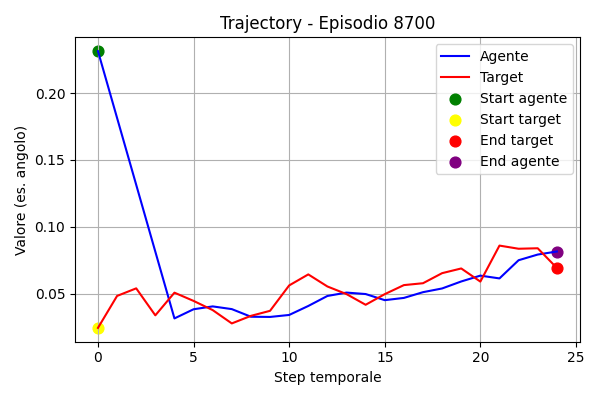 Trajectory - Episodio 8700
Valore (es. angolo)
0.20
0.15
0.10
0.05
0
5
10
15
20
25
Step temporale
Agente
Target
Start agente
Start target
End target
End agente